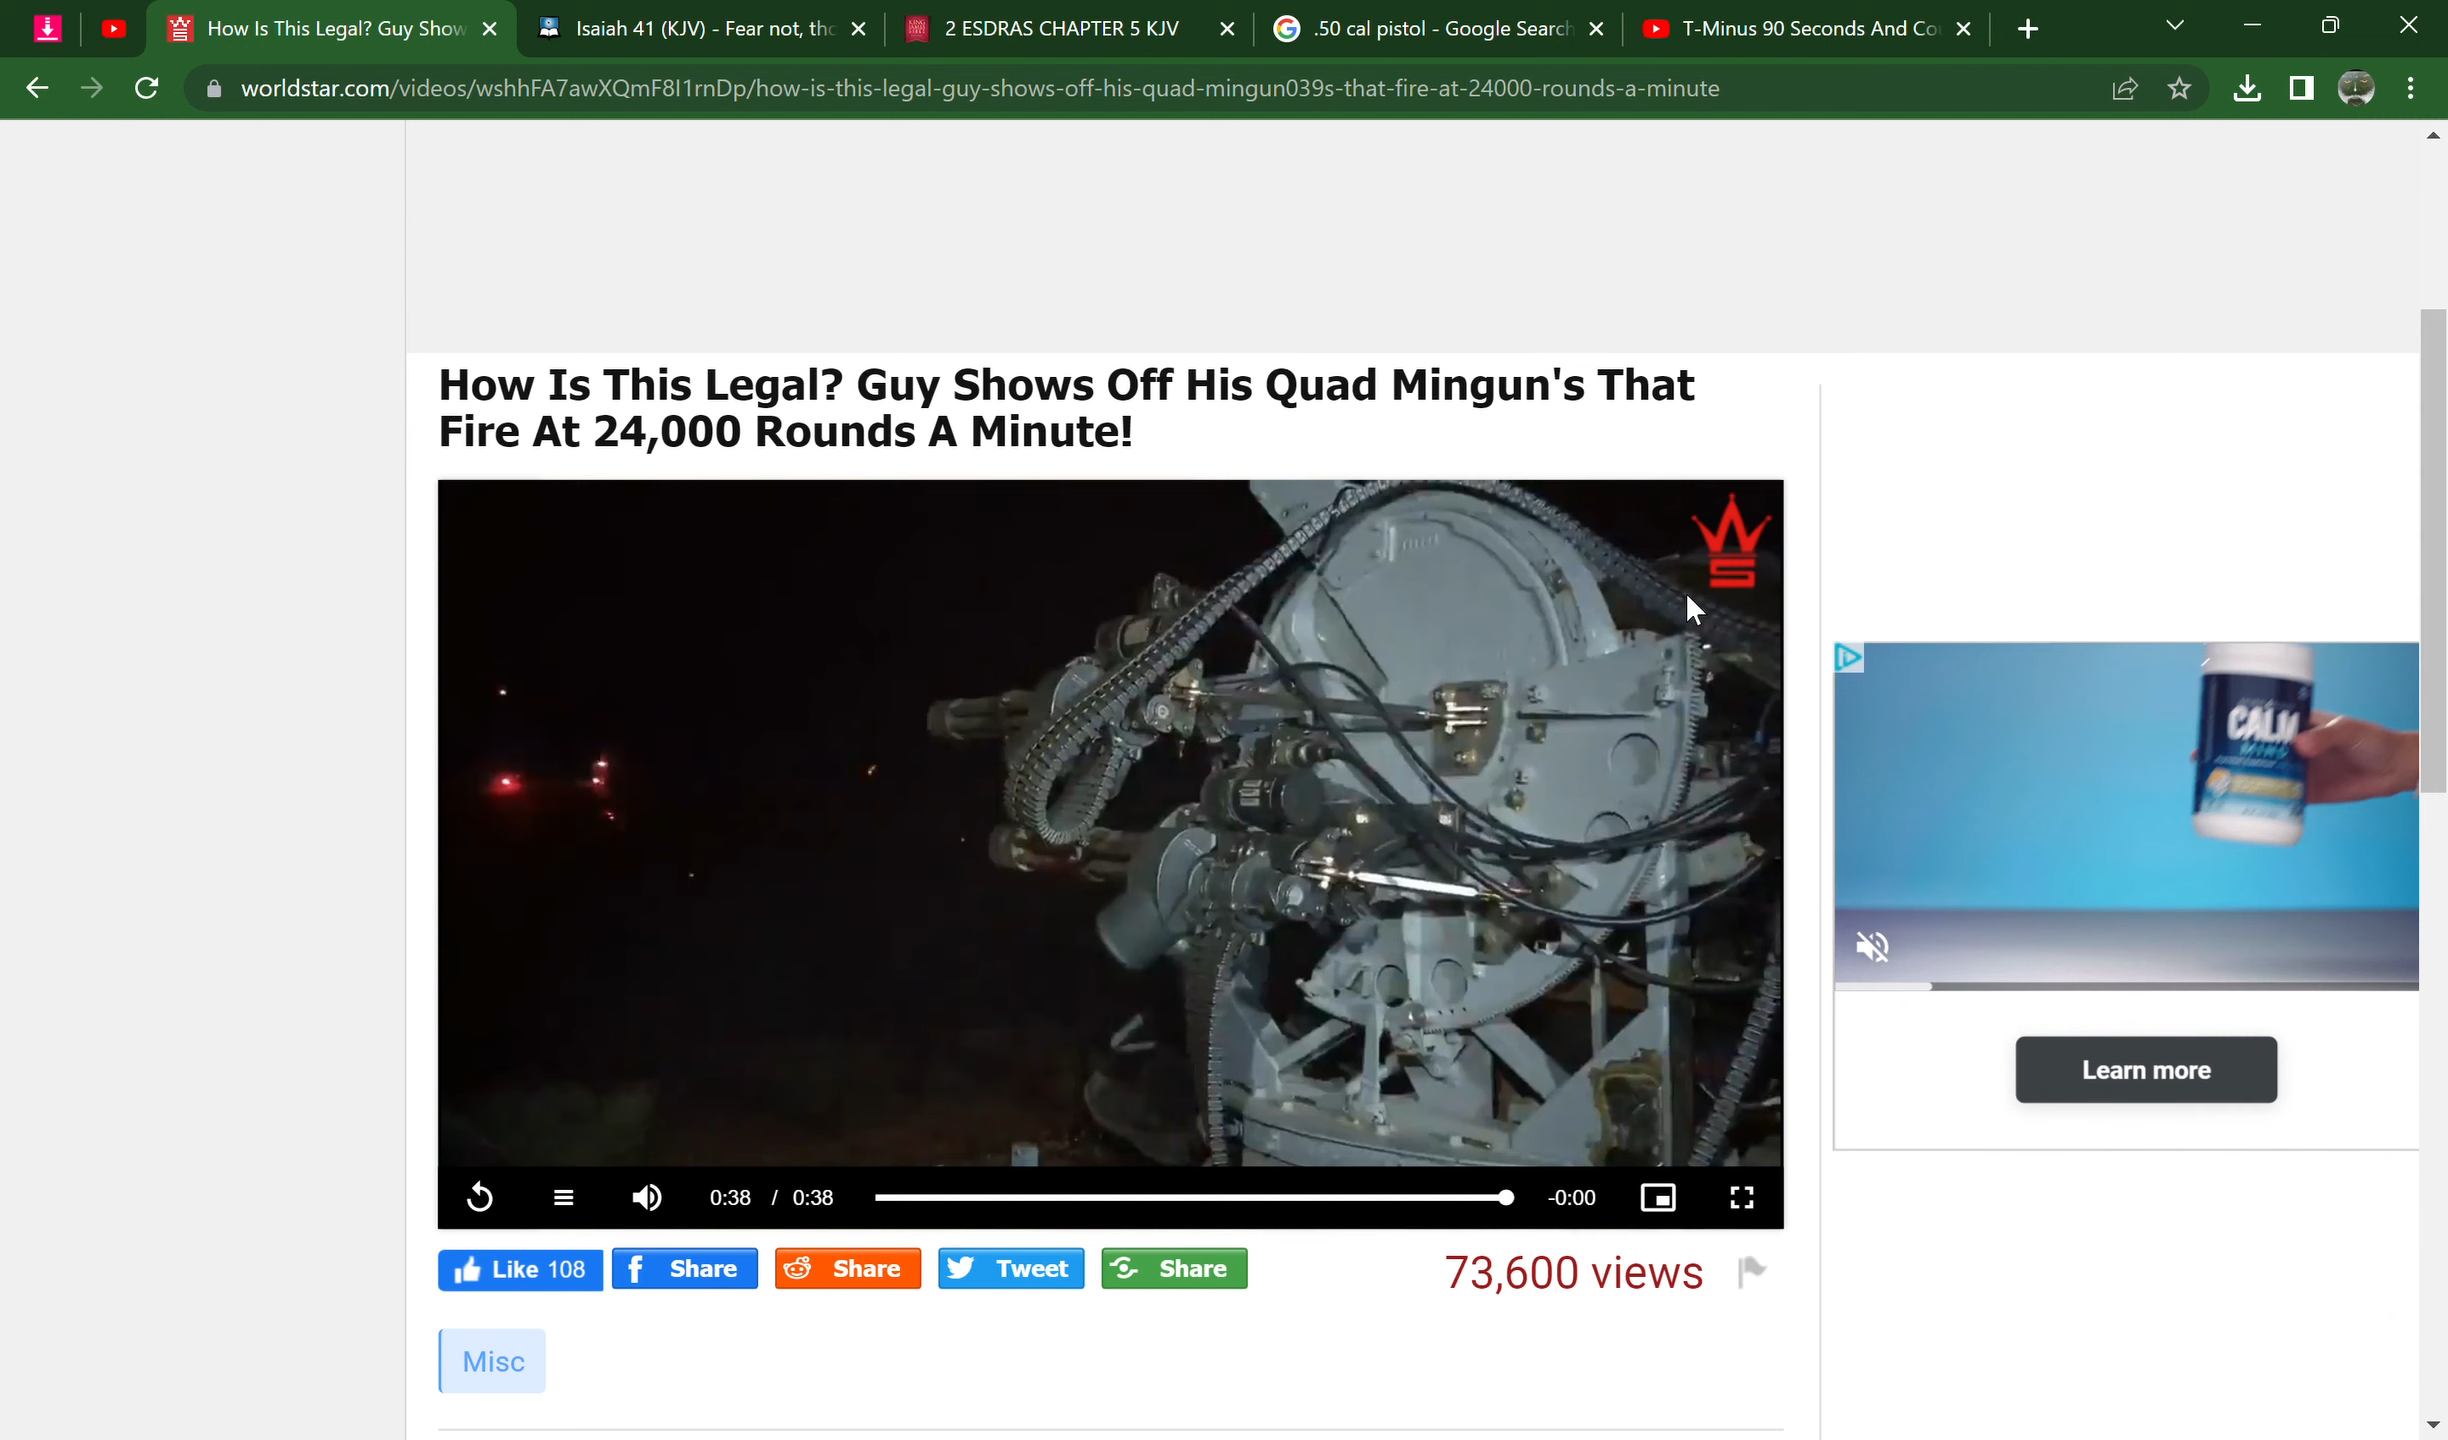 How Is This Legal? Guy Show
Isaiah 41 (KJV) - Fear not, tho
2 ESDRAS CHAPTER 5 KJV
.50 cal pistol - Google Search
T-Minus 90 Seconds And Co
worldstar.com/videos/wshhFA7awXQmF8I1rnDp/how-is-this-legal-guy-shows-off-his-quad-mingun039s-that-fire-at-24000-rounds-a-minute
How Is This Legal? Guy Shows Off His Quad Mingun's That
Fire At 24,000 Rounds A Minute!
CALM
0:38 / 0:38
-0:00
Learn more
Like 108
Share
Share
Tweet
Share
73,600 views
Misc